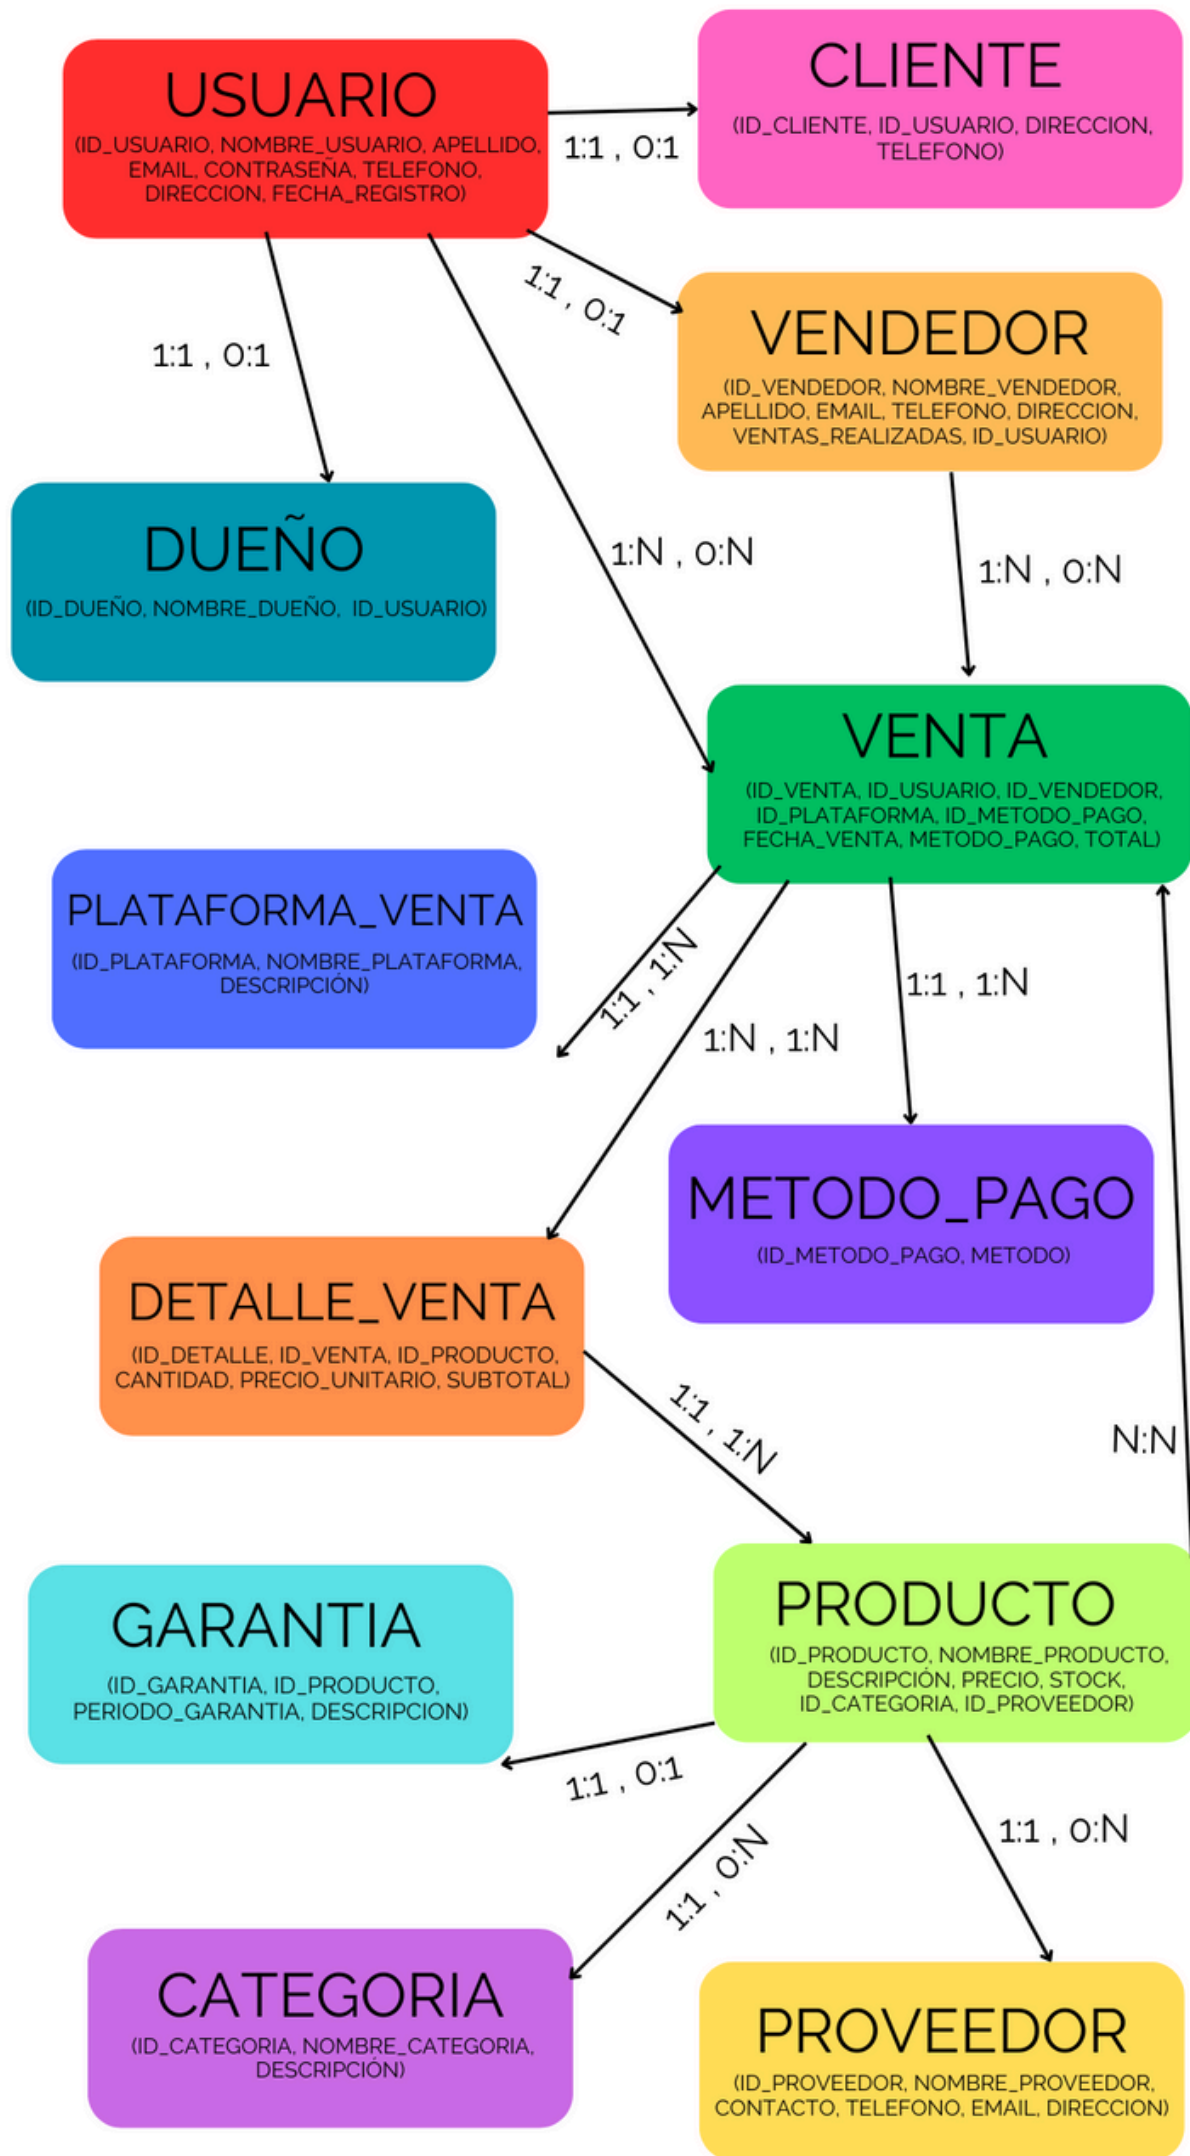 USUARIO
(ID_USUARIO, NOMBRE_USUARIO, APELLIDO,
EMAIL, CONTRASEÑA, TELEFONO,
DIRECCION, FECHA_REGISTRO)
CLIENTE
(ID_CLIENTE, ID_USUARIO, DIRECCION,
TELEFONO)
1:1 , 0:1
1:1 , 0:1
VENDEDOR
(ID_VENDEDOR, NOMBRE_VENDEDOR,
APELLIDO, EMAIL, TELEFONO, DIRECCION,
VENTAS_REALIZADAS, ID_USUARIO)
1:1 , 0:1
DUEÑO
(ID_DUEÑO, NOMBRE_DUEÑO, ID_USUARIO)
1:N , 0:N
1:N , 0:N
VENTA
(ID_VENTA, ID_USUARIO, ID_VENDEDOR,
ID_PLATAFORMA, ID_METODO_PAGO,
FECHA_VENTA, METODO_PAGO, TOTAL)
PLATAFORMA_VENTA
(ID_PLATAFORMA, NOMBRE_PLATAFORMA,
DESCRIPCIÓN)
1:1 , 1:N
1:N , 1:N
1:1 , 1:N
METODO_PAGO
(ID_METODO_PAGO, METODO)
DETALLE_VENTA
(ID_DETALLE, ID_VENTA, ID_PRODUCTO,
CANTIDAD, PRECIO_UNITARIO, SUBTOTAL)
1:1 , 1:N
N:N
PRODUCTO
(ID_PRODUCTO, NOMBRE_PRODUCTO,
DESCRIPCIÓN, PRECIO, STOCK,
ID_CATEGORIA, ID_PROVEEDOR)
GARANTIA
(ID_GARANTIA, ID_PRODUCTO,
PERIODO_GARANTIA, DESCRIPCION)
1:1 , 0:1
1:1 , 0:N
1:1 , 0:N
CATEGORIA
(ID_CATEGORIA, NOMBRE_CATEGORIA,
DESCRIPCIÓN)
PROVEEDOR
(ID_PROVEEDOR, NOMBRE_PROVEEDOR,
CONTACTO, TELEFONO, EMAIL, DIRECCION)